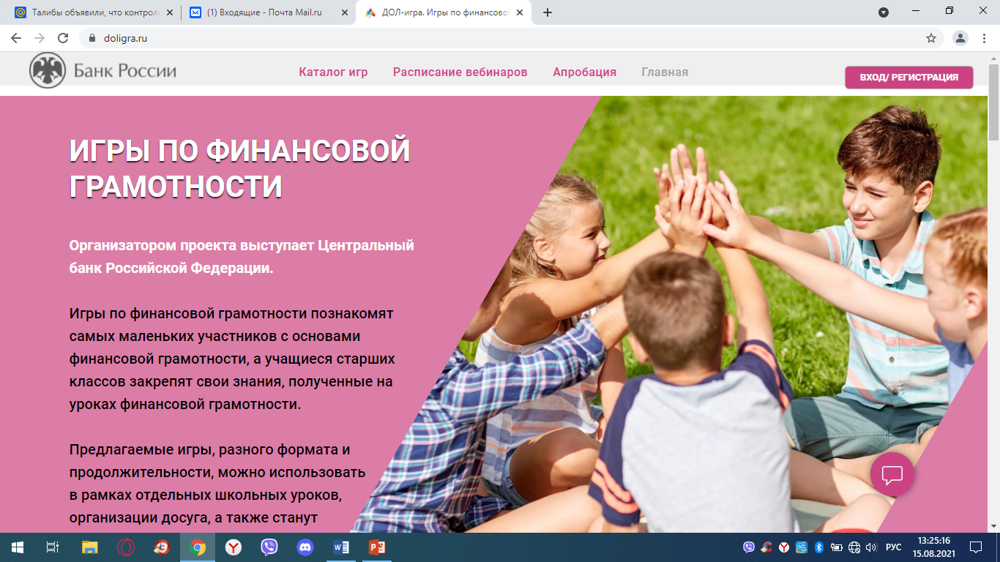 Талибы объявили, что контрол
(1) Входящие - Почта Mail.ru
ДОЛ-игра. Игры по финансово
doligra.ru
Банк России
Каталог игр
Расписание вебинаров
Апробация
Главная
ВХОД/ РЕГИСТРАЦИЯ
ИГРЫ ПО ФИНАНСОВОЙ
ГРАМОТНОСТИ
Организатором проекта выступает Центральный
банк Российской Федерации.
Игры по финансовой грамотности познакомят
самых маленьких участников с основами
финансовой грамотности, а учащиеся старших
классов закрепят свои знания, полученные на
уроках финансовой грамотности.
Предлагаемые игры, разного формата и
продолжительности, можно использовать
в рамках отдельных школьных уроков,
организации досуга, а также станут
РУС
13:25:16
15.08.2021